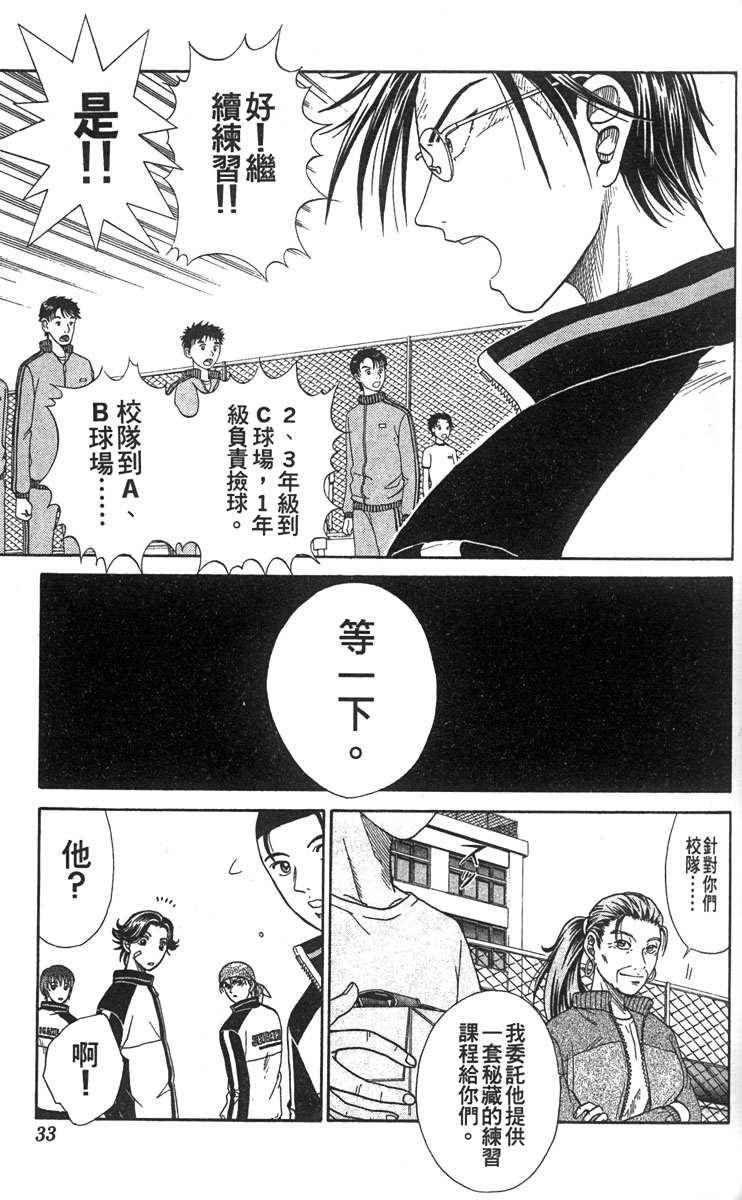 好！繼
續練習!!
是!!
2、3年級到
C球場，1年
級負責撿球。
校隊到A、
B球場……
等一下。
針對你們
校隊……
我委託他提供
一套秘藏的練習
課程給你們。
他？
啊！
33